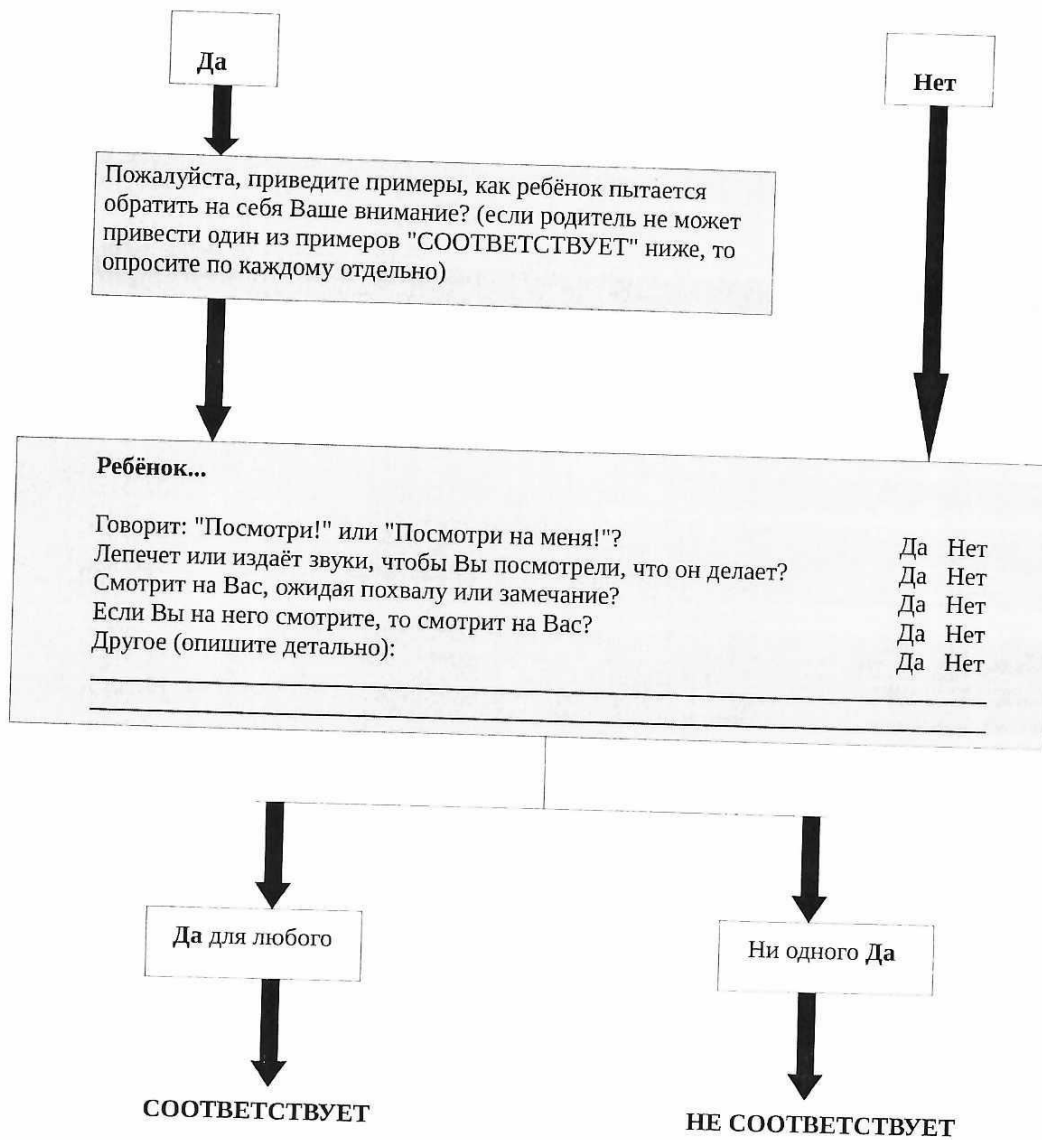 Да
Нет
Пожалуйста, приведите примеры, как ребёнок пытается
обратить на себя Ваше внимание? (если родитель не может
привести один из примеров "СООТВЕТСТВУЕТ" ниже, то
опросите по каждому отдельно)
Ребёнок...
Говорит: "Посмотри!" или "Посмотри на меня!"? Да Нет
Лепечет или издаёт звуки, чтобы Вы посмотрели, что он делает? Да Нет
Смотрит на Вас, ожидая похвалу или замечание? Да Нет
Если Вы на него смотрите, то смотрит на Вас? Да Нет
Другое (опишите детально): Да Нет
Да для любого
Ни одного Да
СООТВЕТСТВУЕТ
НЕ СООТВЕТСТВУЕТ